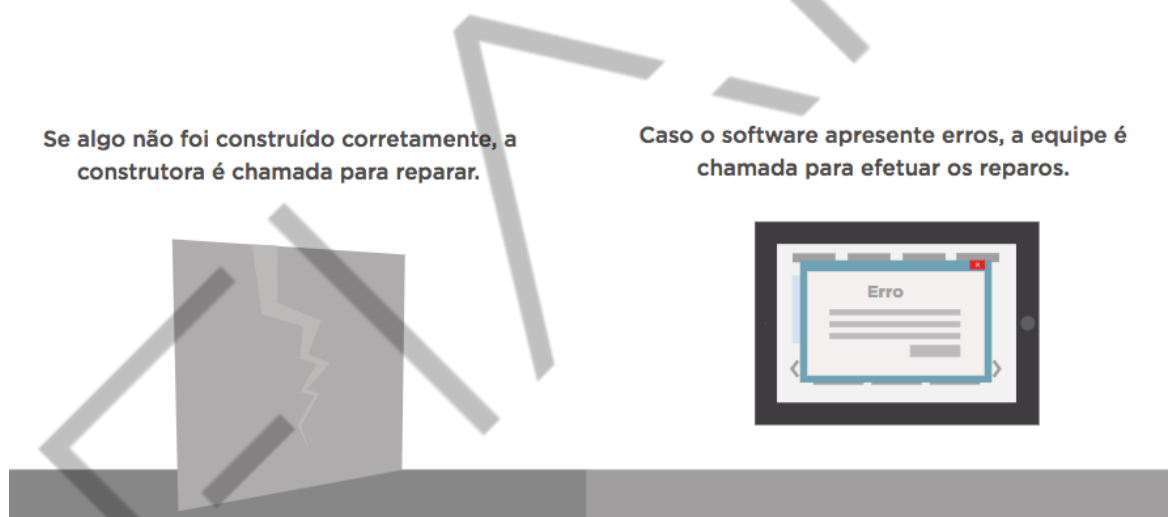 Se algo não foi construído corretamente, a
construtora é chamada para reparar.
Caso o software apresente erros, a equipe é
chamada para efetuar os reparos.
Erro